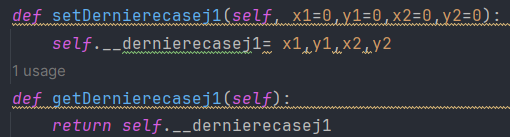 def setDernierecasej1(self, x1=0,y1=0,x2=0,y2=0):
    self.__dernierecasej1= x1,y1,x2,y2
1 usage
def getDernierecasej1(self):
    return self.__dernierecasej1